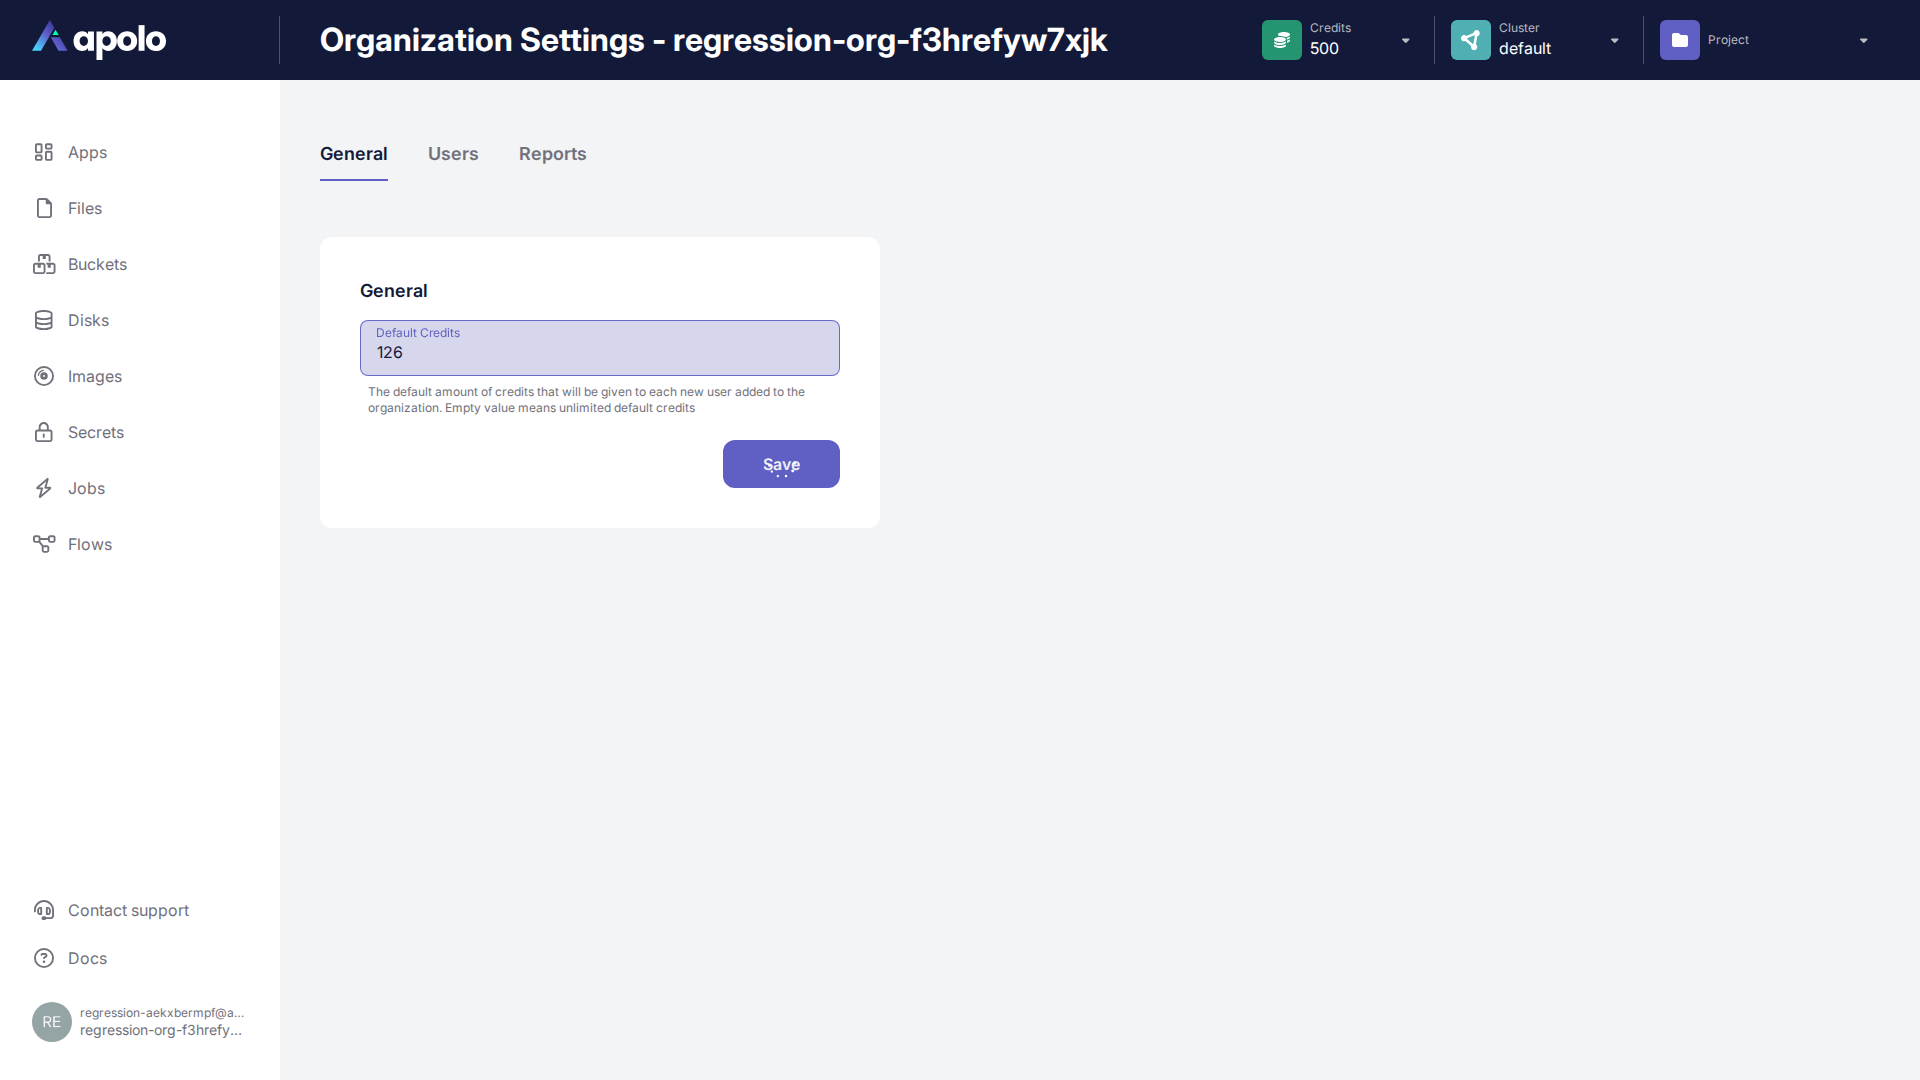 apolo
Organization Settings - regression-org-f3hrefyw7xjk
Credits
500
Cluster
default
Project
Apps
Files
Buckets
Disks
Images
Secrets
Jobs
Flows
General
Users
Reports
General
Default Credits
126
The default amount of credits that will be given to each new user added to the
organization. Empty value means unlimited default credits
Save
Contact support
Docs
RE
regression-aekxbermpf@a...
regression-org-f3hrefy...